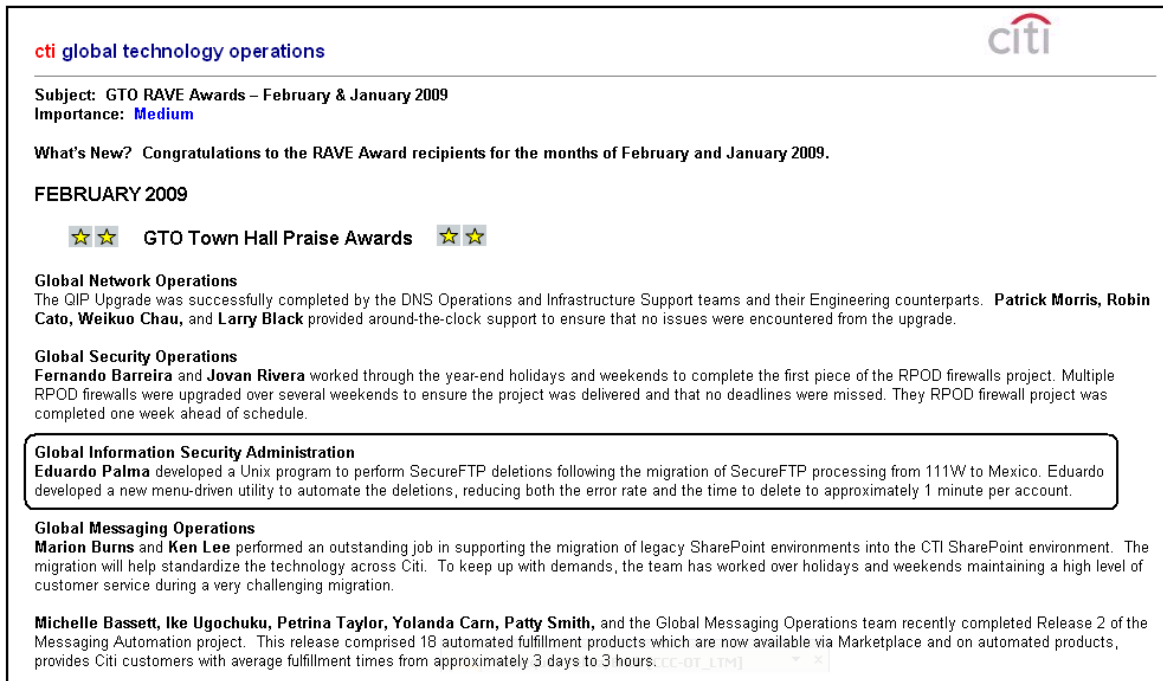 citi
cti global technology operations
Subject: GTO RAVE Awards – February & January 2009
Importance: Medium
What's New? Congratulations to the RAVE Award recipients for the months of February and January 2009.
FEBRUARY 2009
GTO Town Hall Praise Awards
Global Network Operations
The QIP Upgrade was successfully completed by the DNS Operations and Infrastructure Support teams and their Engineering counterparts. Patrick Morris, Robin
Cato, Weikuo Chau, and Larry Black provided around-the-clock support to ensure that no issues were encountered from the upgrade.
Global Security Operations
Fernando Barreira and Jovan Rivera worked through the year-end holidays and weekends to complete the first piece of the RPOD firewalls project. Multiple
RPOD firewalls were upgraded over several weekends to ensure the project was delivered and that no deadlines were missed. They RPOD firewall project was
completed one week ahead of schedule.
Global Information Security Administration
Eduardo Palma developed a Unix program to perform SecureFTP deletions following the migration of SecureFTP processing from 111W to Mexico. Eduardo
developed a new menu-driven utility to automate the deletions, reducing both the error rate and the time to delete to approximately 1 minute per account.
Global Messaging Operations
Marion Burns and Ken Lee performed an outstanding job in supporting the migration of legacy SharePoint environments into the CTI SharePoint environment. The
migration will help standardize the technology across Citi. To keep up with demands, the team has worked over holidays and weekends maintaining a high level of
customer service during a very challenging migration.
Michelle Bassett, Ike Ugochuku, Petrina Taylor, Yolanda Carn, Patty Smith, and the Global Messaging Operations team recently completed Release 2 of the
Messaging Automation project. This release comprised 18 automated fulfillment products which are now available via Marketplace and on automated products,
provides Citi customers with average fulfillment times from approximately 3 days to 3 hours.